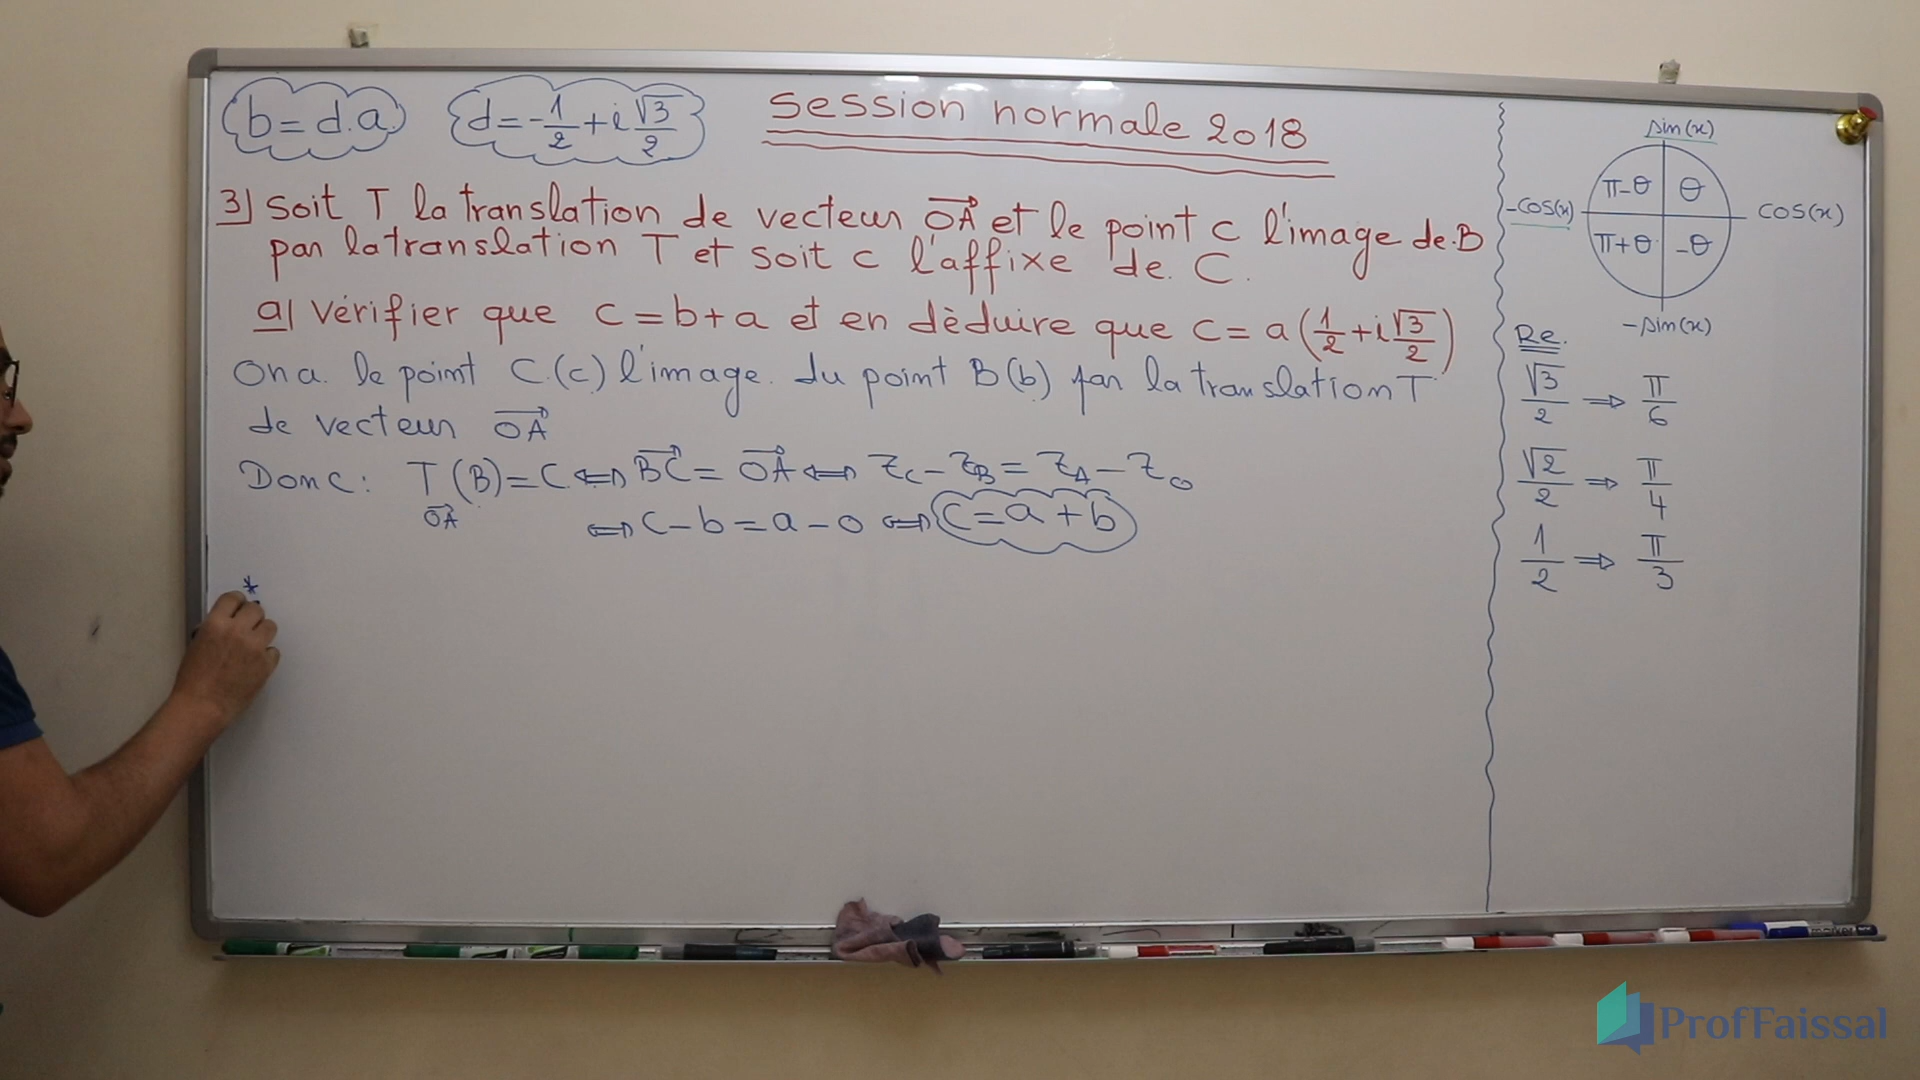 b = d.a
d = -1/2 + i √3/2
Session normale 2018
3) Soit T la translation de vecteur OA et le point C l'image de B
par la translation T et soit c l'affixe de C.
a) Vérifier que c = b + a et en déduire que c = a(1/2 + i √3/2)
On a le point C(c) l'image du point B(b) par la translation T
de vecteur OA
Donc : T (B) = C ⇔ BC = OA ⇔ Z_C - Z_B = Z_A - Z_O
OA
⇔ c - b = a - 0 ⇔ c = a + b
*
sin(x)
π-θ θ
-cos(x) cos(x)
π+θ -θ
-sin(x)
Re.
√3/2 ⇒ π/6
√2/2 ⇒ π/4
1/2 ⇒ π/3
ProfFaissal